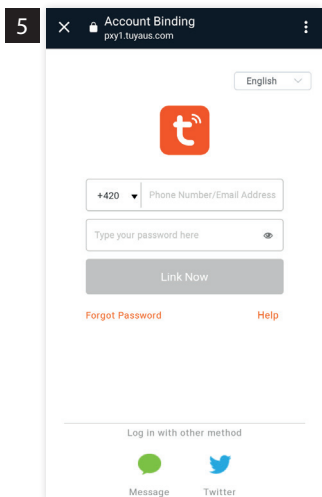 5
Account Binding
pxy1.tuyaus.com
English
t
+420 Phone Number/Email Address
Type your password here
Link Now
Forgot Password Help
Log in with other method
Message Twitter